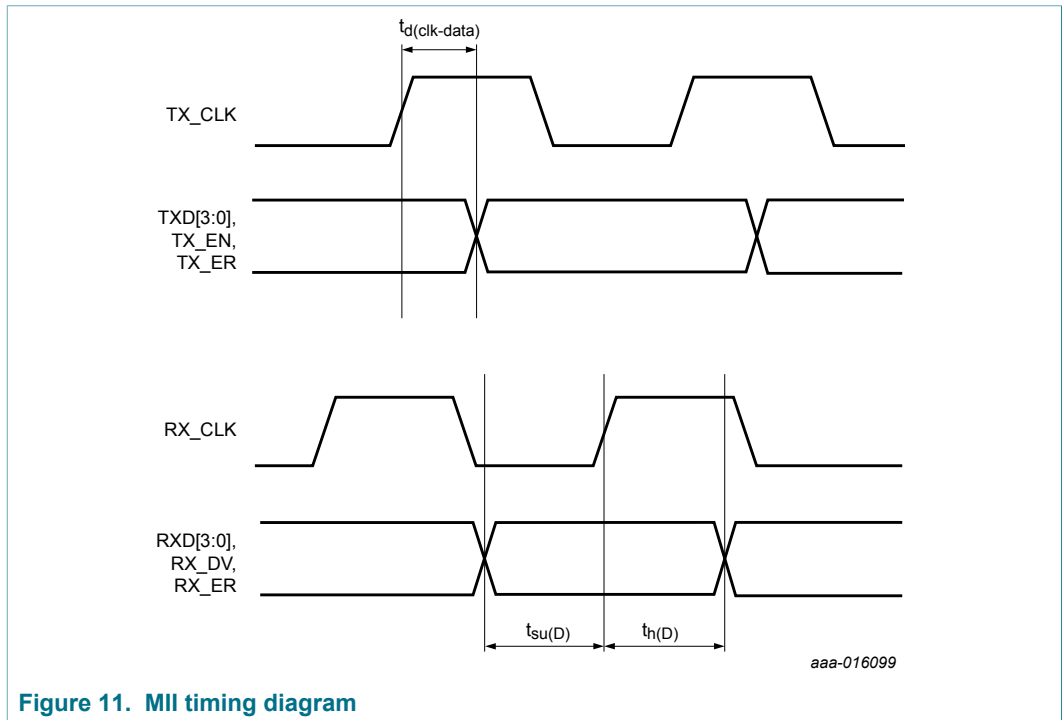 td(clk-data)
TX_CLK
TXD[3:0],
TX_EN,
TX_ER
RX_CLK
RXD[3:0],
RX_DV,
RX_ER
tsu(D)
th(D)
aaa-016099
Figure 11. MII timing diagram